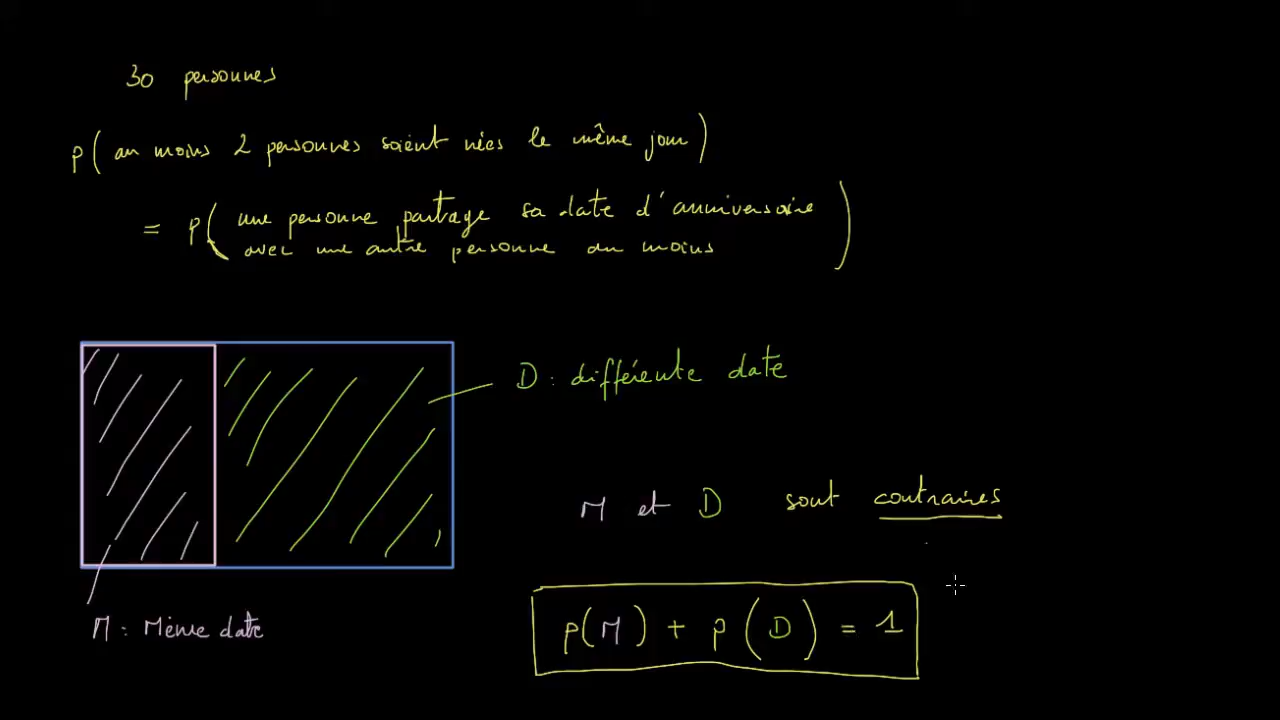 30 personnes
p(au moins 2 personnes soient nées le même jour)
= p(une personne partage sa date d'anniversaire
avec une autre personne au moins)
D : différente date
M et D sont contraires
M : Même date
p(M) + p(D) = 1